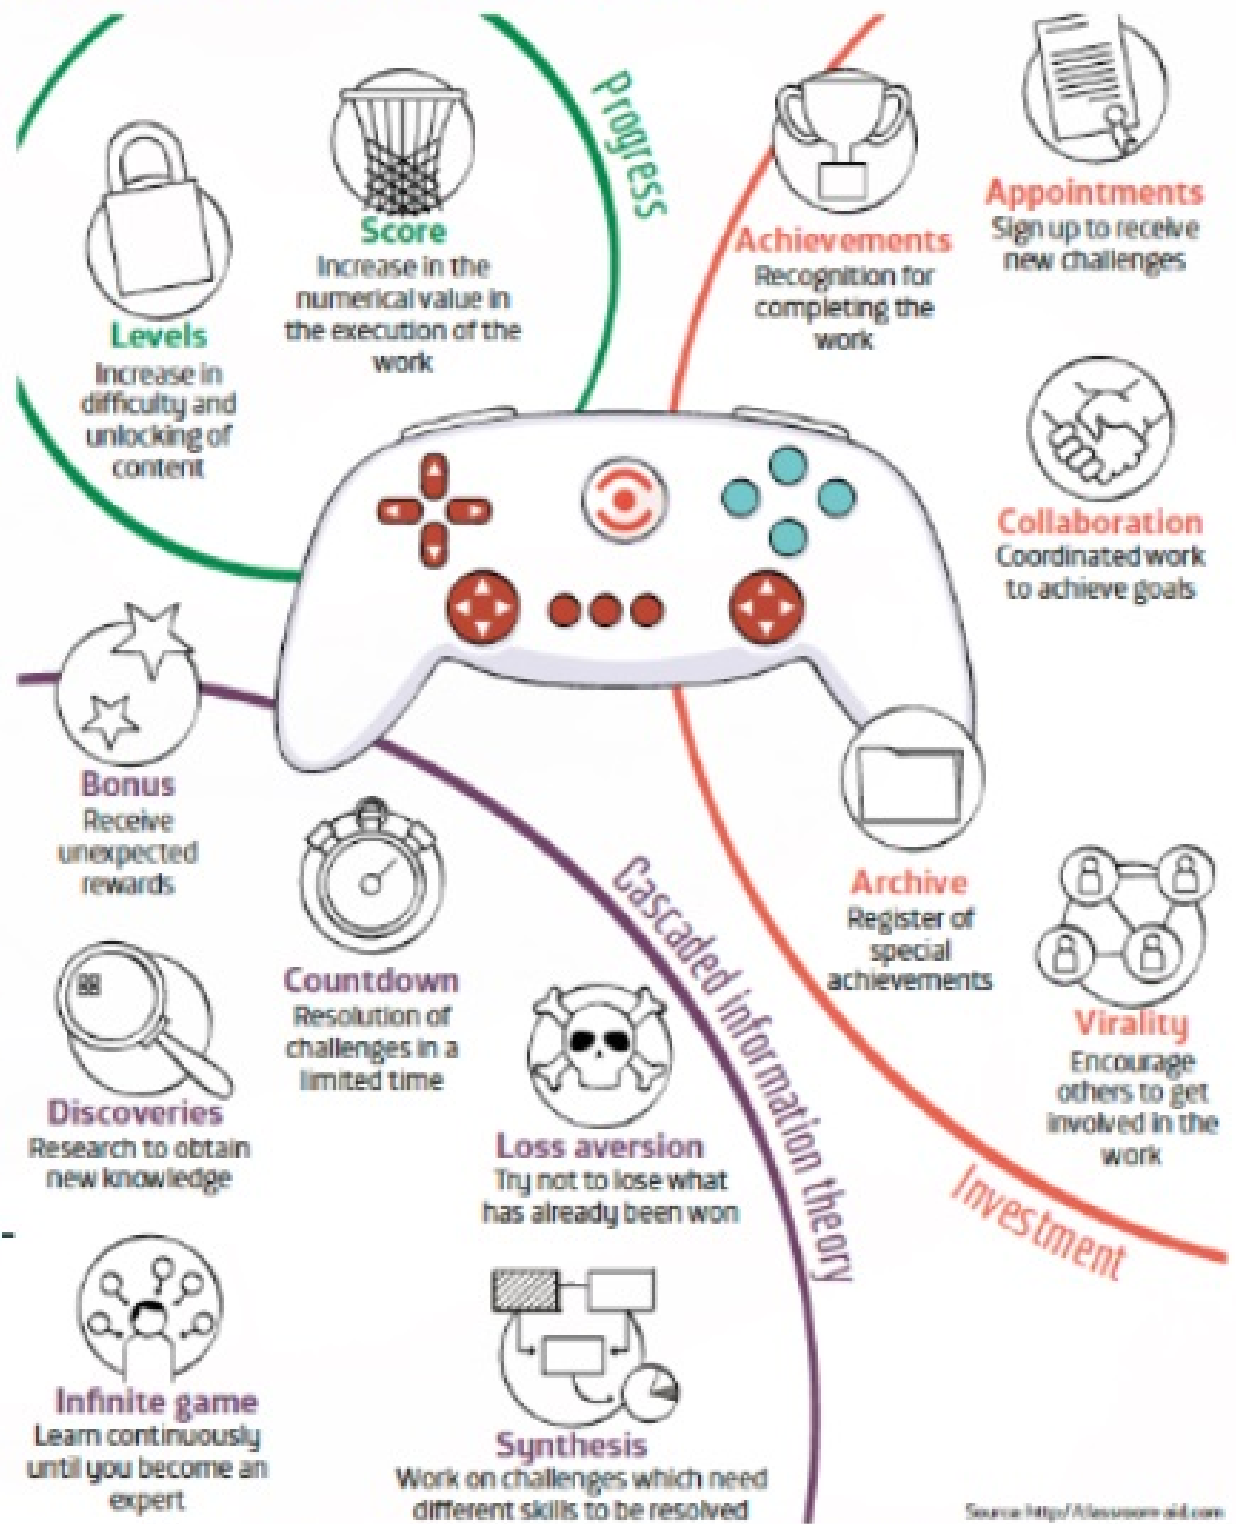 Progress
Score
Increase in the
numerical value in
the execution of the
work
Levels
Increase in
difficulty and
unlocking of
content
Achievements
Recognition for
completing the
work
Appointments
Sign up to receive
new challenges
Collaboration
Coordinated work
to achieve goals
Bonus
Receive
unexpected
rewards
Countdown
Resolution of
challenges in a
limited time
Discoveries
Research to obtain
new knowledge
Cascaded information theory
Loss aversion
Try not to lose what
has already been won
Infinite game
Learn continuously
until you become an
expert
Synthesis
Work on challenges which need
different skills to be resolved
Archive
Register of
special
achievements
Virality
Encourage
others to get
involved in the
work
Investment
Source: http://classroom-aid.com